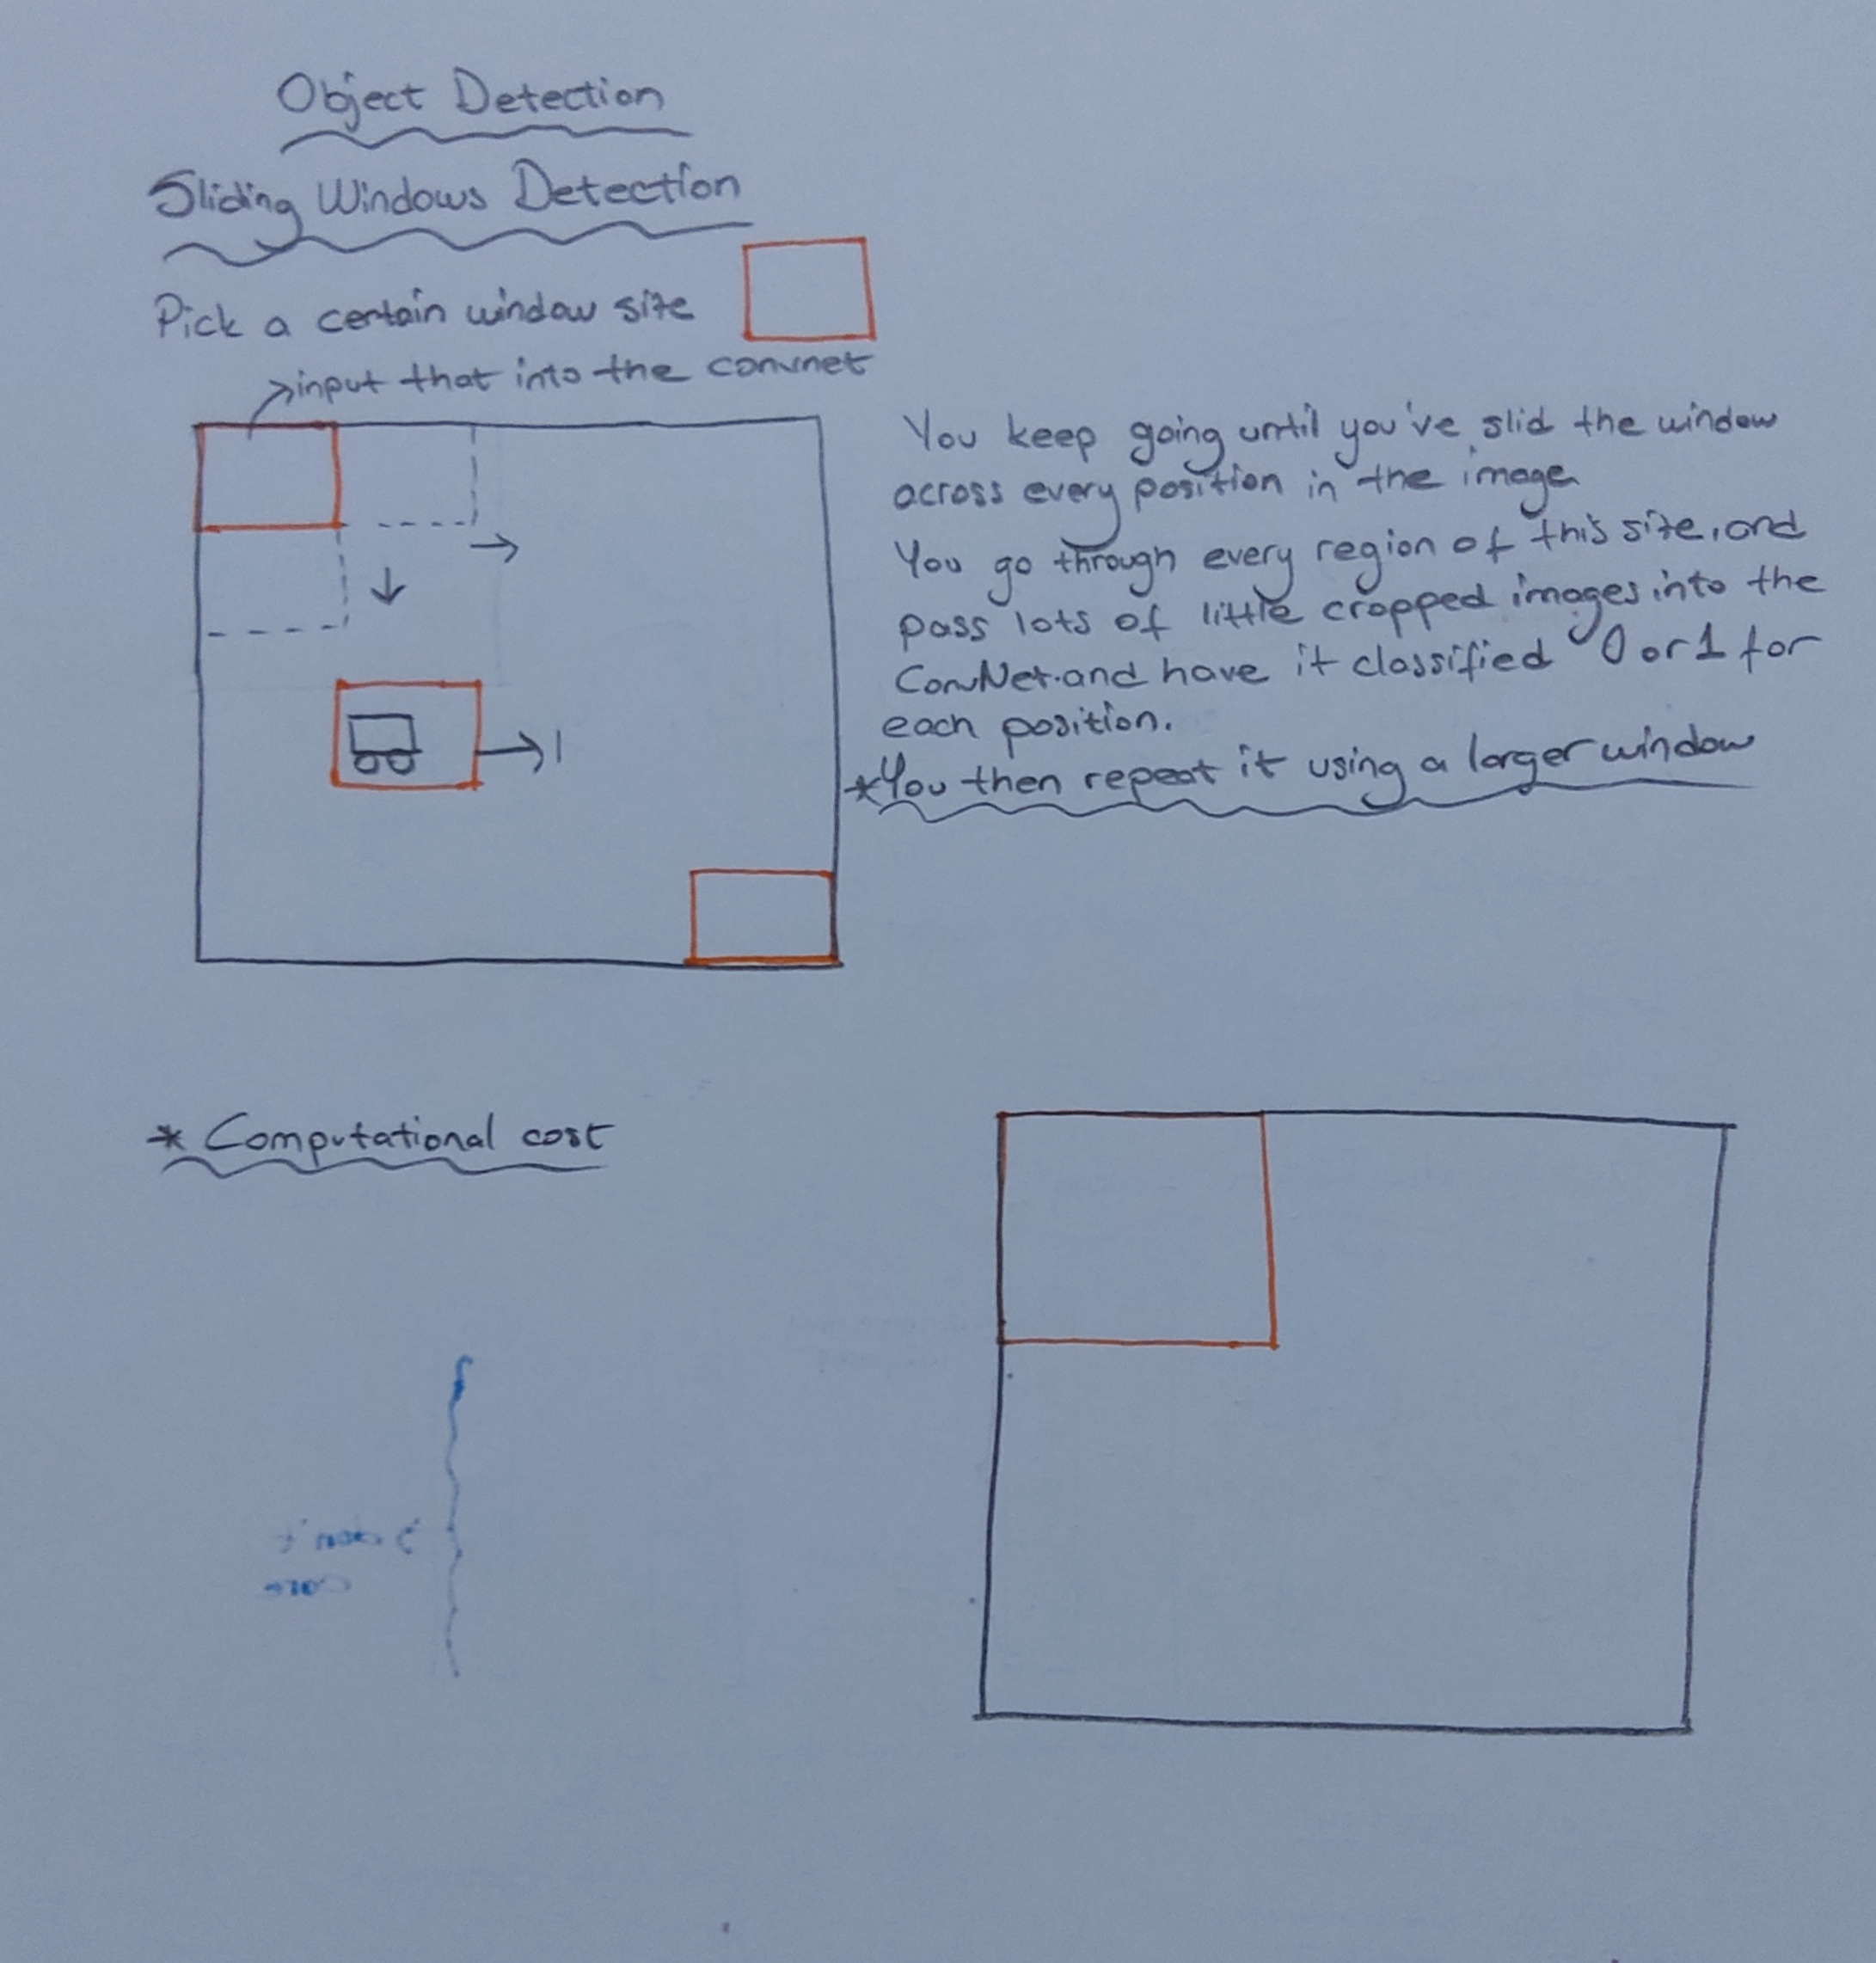 Object Detection
Sliding Windows Detection
Pick a certain window size
input that into the convnet
You keep going until you've slid the window
across every position in the image
You go through every region of this size, and
pass lots of little cropped images into the
ConvNet and have it classified 0 or 1 for
each position.
*You then repeat it using a larger window
1
* Computational cost